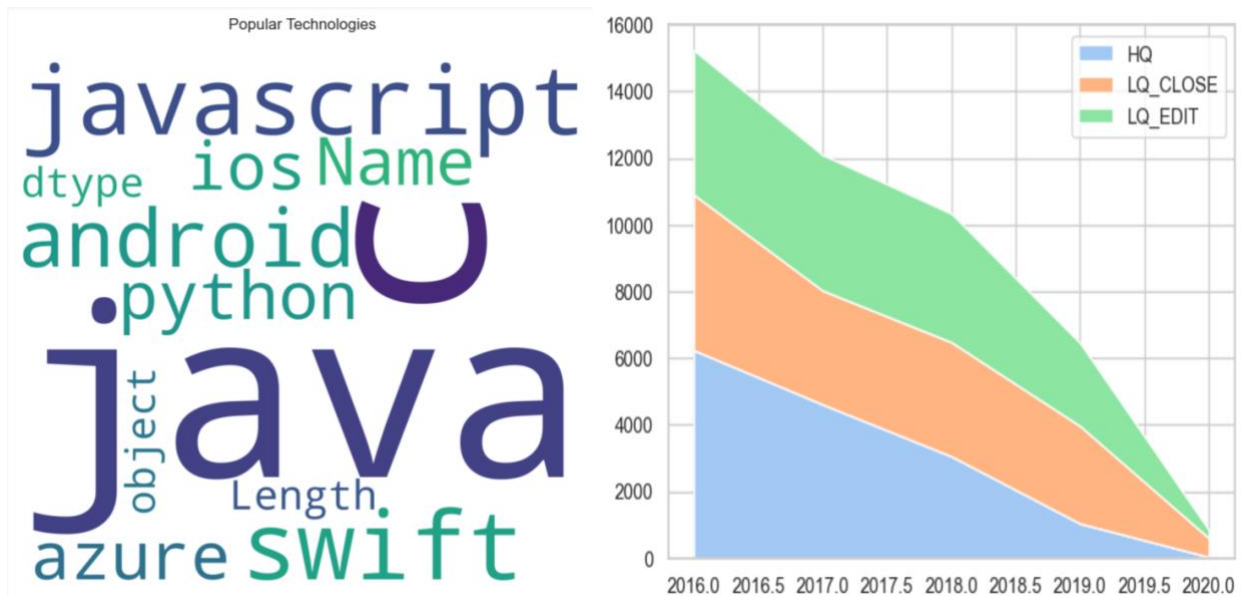 Popular Technologies
javascript
ios Name
dtype
android
c
python
java
object
Length
swift
azure
16000
14000
12000
10000
8000
6000
4000
2000
0
HQ
LQ_CLOSE
LQ_EDIT
2016.0 2016.5 2017.0 2017.5 2018.0 2018.5 2019.0 2019.5 2020.0